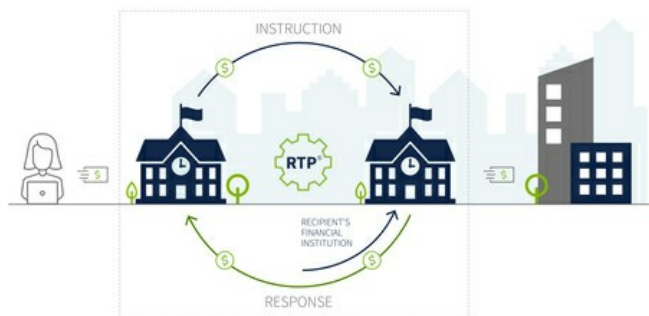 INSTRUCTION
RTP®
RECIPIENT'S
FINANCIAL
INSTITUTION
RESPONSE
$
$
$
$
$
$